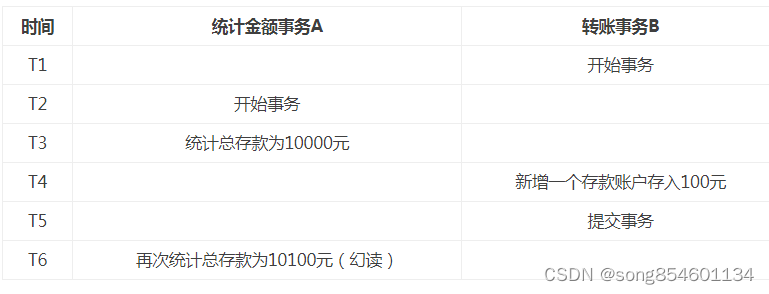 时间 统计金额事务A 转账事务B
T1 开始事务
T2 开始事务
T3 统计总存款为10000元
T4 新增一个存款账户存入100元
T5 提交事务
T6 再次统计总存款为10100元（幻读）
CSDN @song854601134